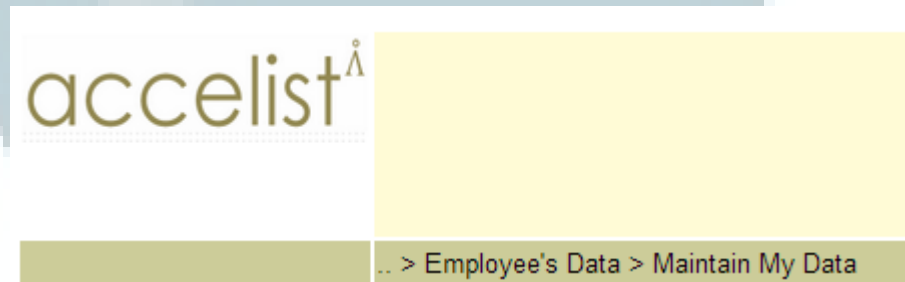 accelist Å
.. > Employee's Data > Maintain My Data